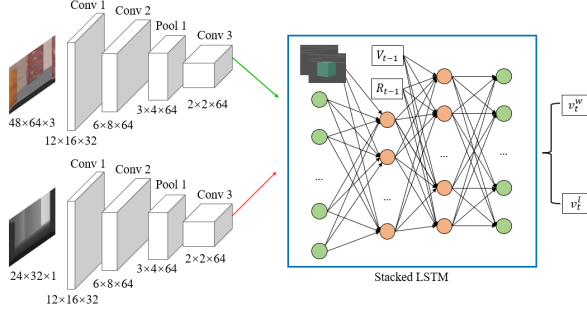 Conv 1
Conv 2
Pool 1
Conv 3
48×64×3
12×16×32
6×8×64
3×4×64
2×2×64
Conv 1
Conv 2
Pool 1
Conv 3
24×32×1
12×16×32
6×8×64
3×4×64
2×2×64
V_{t−1}
R_{t−1}
...
...
...
...
Stacked LSTM
v_t^w
v_t^l